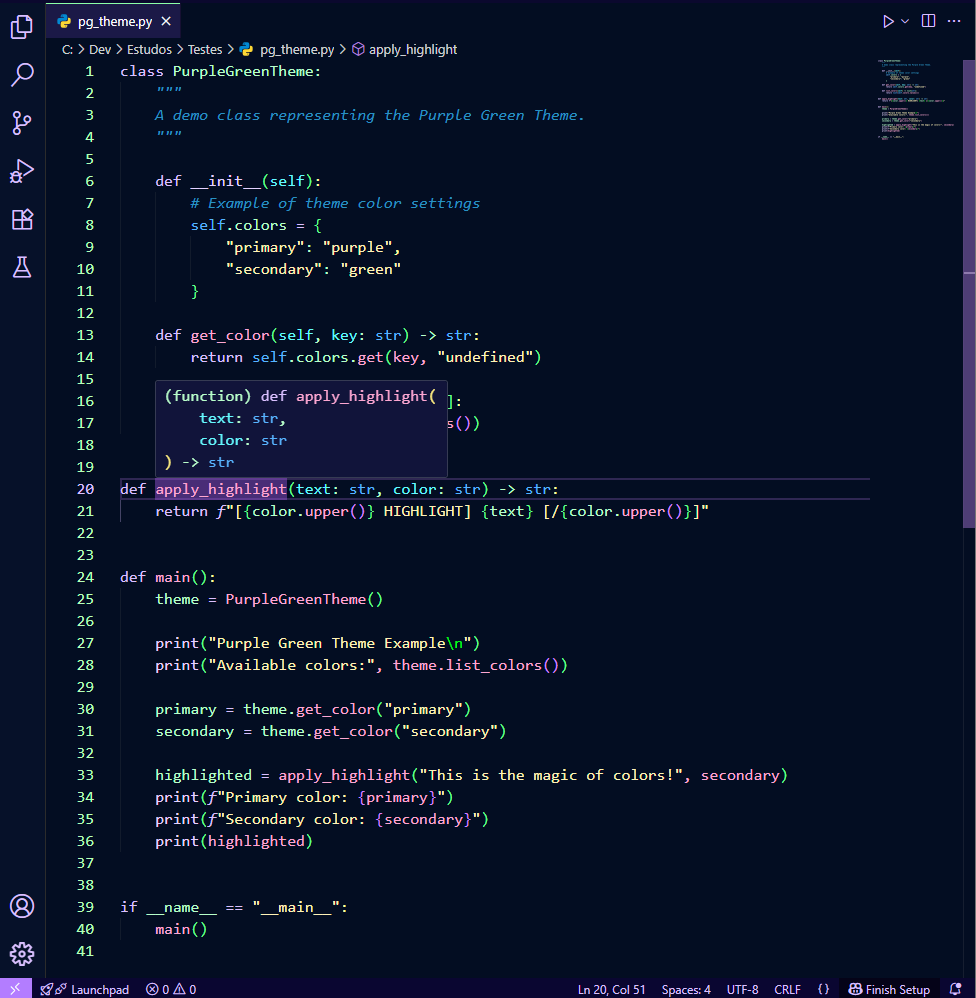 pg_theme.py
C: > Dev > Estudos > Testes > pg_theme.py > apply_highlight
1 class PurpleGreenTheme:
2     """
3     A demo class representing the Purple Green Theme.
4     """
5
6     def __init__(self):
7         # Example of theme color settings
8         self.colors = {
9             "primary": "purple",
10             "secondary": "green"
11         }
12
13     def get_color(self, key: str) -> str:
14         return self.colors.get(key, "undefined")
15
(function) def apply_highlight(
    text: str,
    color: str
) -> str
16 ]:
17 s())
18
19
20 def apply_highlight(text: str, color: str) -> str:
21     return f"[{color.upper()} HIGHLIGHT] {text} [/{color.upper()}]"
22
23
24 def main():
25     theme = PurpleGreenTheme()
26
27     print("Purple Green Theme Example\n")
28     print("Available colors:", theme.list_colors())
29
30     primary = theme.get_color("primary")
31     secondary = theme.get_color("secondary")
32
33     highlighted = apply_highlight("This is the magic of colors!", secondary)
34     print(f"Primary color: {primary}")
35     print(f"Secondary color: {secondary}")
36     print(highlighted)
37
38
39 if __name__ == "__main__":
40     main()
41
Launchpad 0 0 Ln 20, Col 51 Spaces: 4 UTF-8 CRLF {} Finish Setup